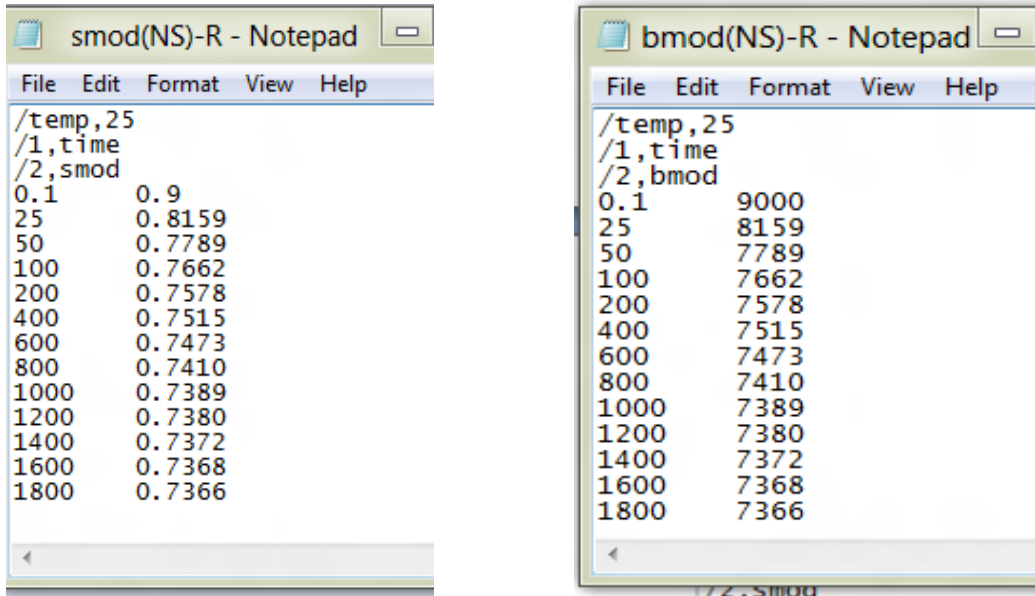 smod(NS)-R - Notepad
File Edit Format View Help
/temp,25
/1,time
/2,smod
0.1 0.9
25 0.8159
50 0.7789
100 0.7662
200 0.7578
400 0.7515
600 0.7473
800 0.7410
1000 0.7389
1200 0.7380
1400 0.7372
1600 0.7368
1800 0.7366
bmod(NS)-R - Notepad
File Edit Format View Help
/temp,25
/1,time
/2,bmod
0.1 9000
25 8159
50 7789
100 7662
200 7578
400 7515
600 7473
800 7410
1000 7389
1200 7380
1400 7372
1600 7368
1800 7366
/2,smod